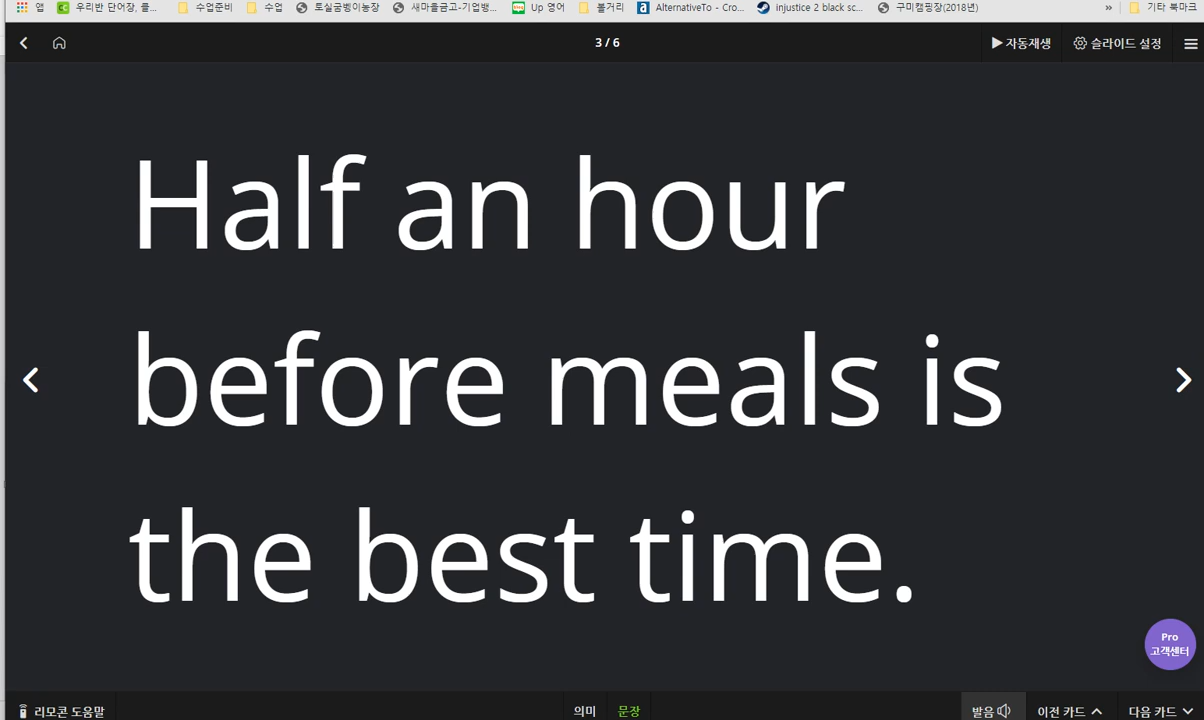 앱 우리반 단어장, 클... 수업준비 수업 토실굼벵이농장 새마을금고-기업뱅... Up 영어 볼거리 AlternativeTo - Cro... injustice 2 black sc... 구미캠핑장(2018년) » 기타 북마크
3 / 6 자동재생 슬라이드 설정
Half an hour
before meals is
the best time.
Pro
고객센터
리모콘 도움말 의미 문장 발음 이전 카드 다음 카드